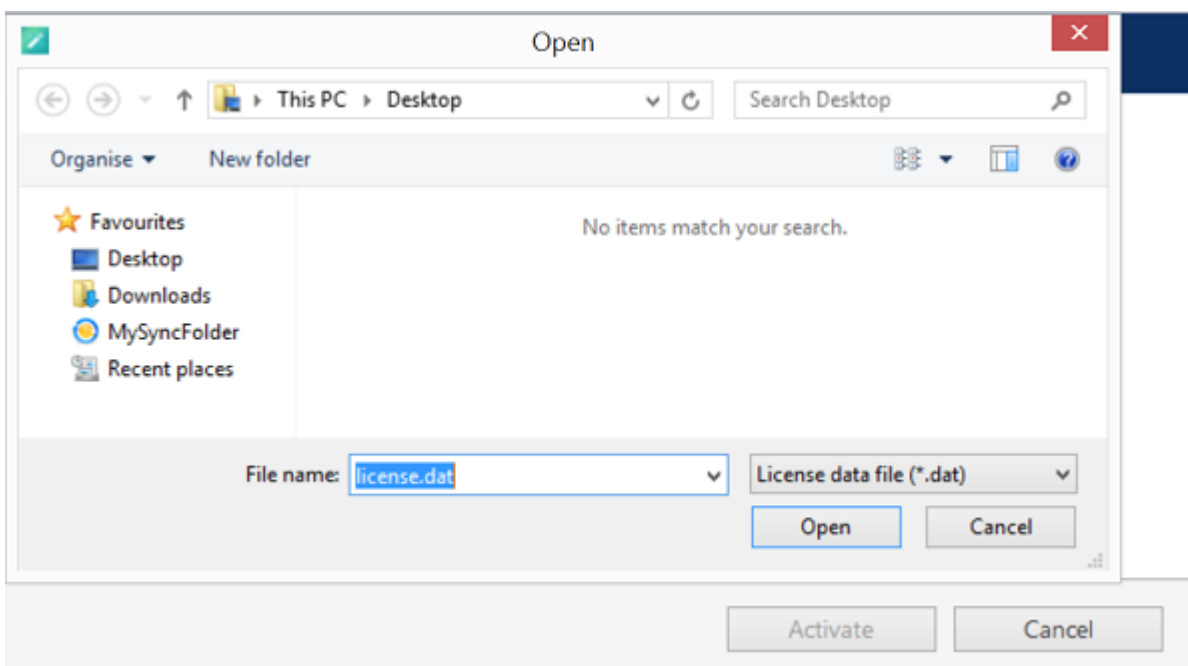 Open
This PC Desktop
Search Desktop
Organise New folder
Favourites
No items match your search.
Desktop
Downloads
MySyncFolder
Recent places
File name: license.dat License data file (*.dat)
Open Cancel
Activate Cancel